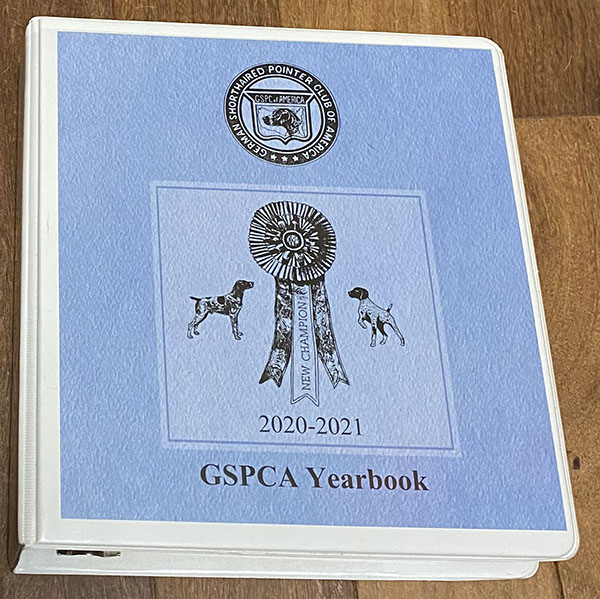 GERMAN SHORTHAIRED POINTER CLUB OF AMERICA
GSPC of AMERICA
NEW CHAMPION
2020-2021
GSPCA Yearbook